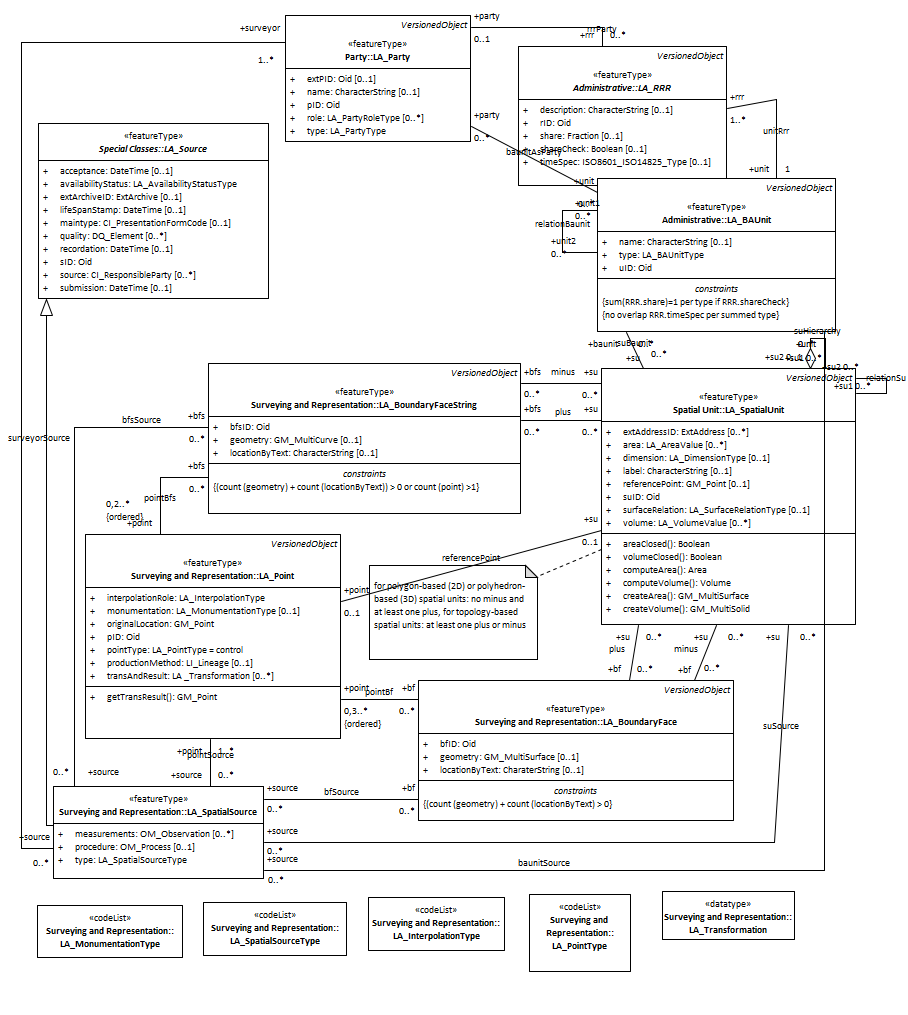 +surveyor
1..*
VersionedObject
«featureType»
Party::LA_Party
+ extPID: Oid [0..1]
+ name: CharacterString [0..1]
+ pID: Oid
+ role: LA_PartyRoleType [0..*]
+ type: LA_PartyType
+party
0..1
rrrParty
+rrr
0..*
VersionedObject
«featureType»
Administrative::LA_RRR
+ description: CharacterString [0..1]
+ rID: Oid
+ share: Fraction [0..1]
+ shareCheck: Boolean [0..1]
+ timeSpec: ISO8601_ISO14825_Type [0..1]
+rrr
1..*
unitRrr
+unit
1
+party
0..*
baunitAsParty
+unit
«featureType»
Special Classes::LA_Source
+ acceptance: DateTime [0..1]
+ availabilityStatus: LA_AvailabilityStatusType
+ extArchiveID: ExtArchive [0..1]
+ lifeSpanStamp: DateTime [0..1]
+ maintype: CI_PresentationFormCode [0..1]
+ quality: DQ_Element [0..*]
+ recordation: DateTime [0..1]
+ sID: Oid
+ source: CI_ResponsibleParty [0..*]
+ submission: DateTime [0..1]
0..*
+unit1
0..*
relationBaunit
+unit2
0..*
VersionedObject
«featureType»
Administrative::LA_BAUnit
+ name: CharacterString [0..1]
+ type: LA_BAUnitType
+ uID: Oid
constraints
{sum(RRR.share)=1 per type if RRR.shareCheck}
{no overlap RRR.timeSpec per summed type}
suHierarchy
+baunit
suBaunit
0..*
+su
0..*
+unit
0..*
+su2 0..*
+su1 0..*
+su2 0..*
relationSu
+su1 0..*
VersionedObject
«featureType»
Surveying and Representation::LA_BoundaryFaceString
+ bfsID: Oid
+ geometry: GM_MultiCurve [0..1]
+ locationByText: CharacterString [0..1]
constraints
{(count (geometry) + count (locationByText)) > 0 or count (point) >1}
+bfs minus +su
0..* 0..*
+bfs plus +su
0..* 0..*
VersionedObject
«featureType»
Spatial Unit::LA_SpatialUnit
+ extAddressID: ExtAddress [0..*]
+ area: LA_AreaValue [0..*]
+ dimension: LA_DimensionType [0..1]
+ label: CharacterString [0..1]
+ referencePoint: GM_Point [0..1]
+ suID: Oid
+ surfaceRelation: LA_SurfaceRelationType [0..1]
+ volume: LA_VolumeValue [0..*]
+ areaClosed(): Boolean
+ volumeClosed(): Boolean
+ computeArea(): Area
+ computeVolume(): Volume
+ createArea(): GM_MultiSurface
+ createVolume(): GM_MultiSolid
bfsSource
+bfs
0..*
surveyorSource
+bfs
0..*
pointBfs
0,2..*
{ordered}
+point
+su
0..1
referencePoint
VersionedObject
«featureType»
Surveying and Representation::LA_Point
+ interpolationRole: LA_InterpolationType
+ monumentation: LA_MonumentationType [0..1]
+ originalLocation: GM_Point
+ pID: Oid
+ pointType: LA_PointType = control
+ productionMethod: LI_Lineage [0..1]
+ transAndResult: LA _Transformation [0..*]
+ getTransResult(): GM_Point
+point
0..1
for polygon-based (2D) or polyhedron-
based (3D) spatial units: no minus and
at least one plus, for topology-based
spatial units: at least one plus or minus
+su 0..* +su 0..* +su 0..*
plus minus
+bf 0..* +bf 0..*
+point pointBf +bf
0,3..* 0..*
{ordered}
VersionedObject
«featureType»
Surveying and Representation::LA_BoundaryFace
+ bfID: Oid
+ geometry: GM_MultiSurface [0..1]
+ locationByText: CharaterString [0..1]
constraints
{(count (geometry) + count (locationByText) > 0}
suSource
+point 1..*
pointSource
0..* +source +source 0..*
«featureType»
Surveying and Representation::LA_SpatialSource
+ measurements: OM_Observation [0..*]
+ procedure: OM_Process [0..1]
+ type: LA_SpatialSourceType
+source bfSource +bf
0..* 0..*
+source
0..*
+source
0..*
baunitSource
+source
0..*
«codeList»
Surveying and Representation::
LA_MonumentationType
«codeList»
Surveying and Representation::
LA_SpatialSourceType
«codeList»
Surveying and Representation::
LA_InterpolationType
«codeList»
Surveying and
Representation::
LA_PointType
«datatype»
Surveying and Representation::
LA_Transformation